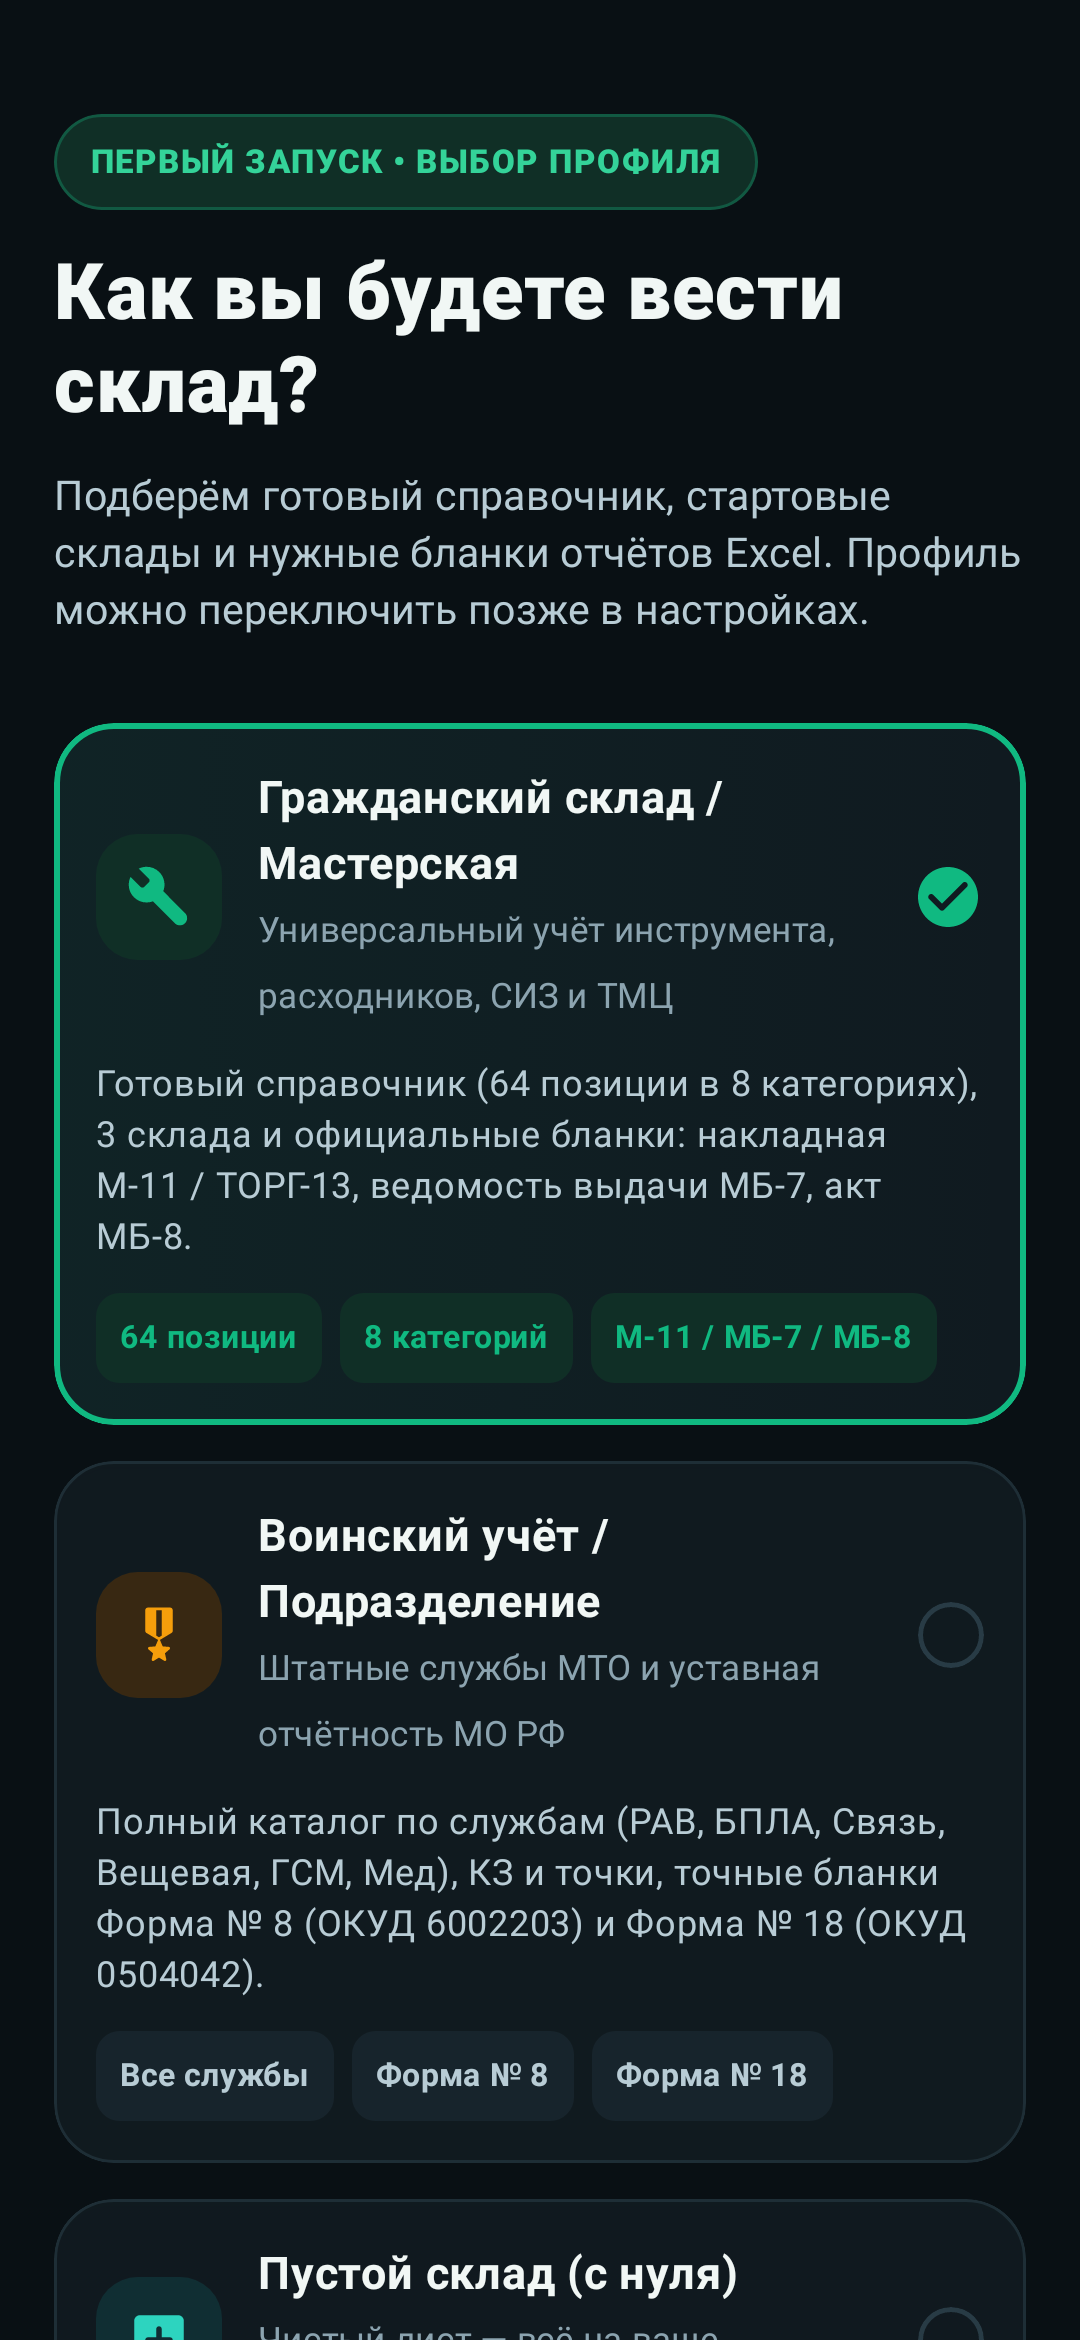 ПЕРВЫЙ ЗАПУСК • ВЫБОР ПРОФИЛЯ
Как вы будете вести
склад?
Подберём готовый справочник, стартовые
склады и нужные бланки отчётов Excel. Профиль
можно переключить позже в настройках.
Гражданский склад /
Мастерская
Универсальный учёт инструмента,
расходников, СИЗ и ТМЦ
Готовый справочник (64 позиции в 8 категориях),
3 склада и официальные бланки: накладная
М-11 / ТОРГ-13, ведомость выдачи МБ-7, акт
МБ-8.
64 позиции
8 категорий
М-11 / МБ-7 / МБ-8
Воинский учёт /
Подразделение
Штатные службы МТО и уставная
отчётность МО РФ
Полный каталог по службам (РАВ, БПЛА, Связь,
Вещевая, ГСМ, Мед), КЗ и точки, точные бланки
Форма № 8 (ОКУД 6002203) и Форма № 18 (ОКУД
0504042).
Все службы
Форма № 8
Форма № 18
Пустой склад (с нуля)
Чистый лист — всё на ваше